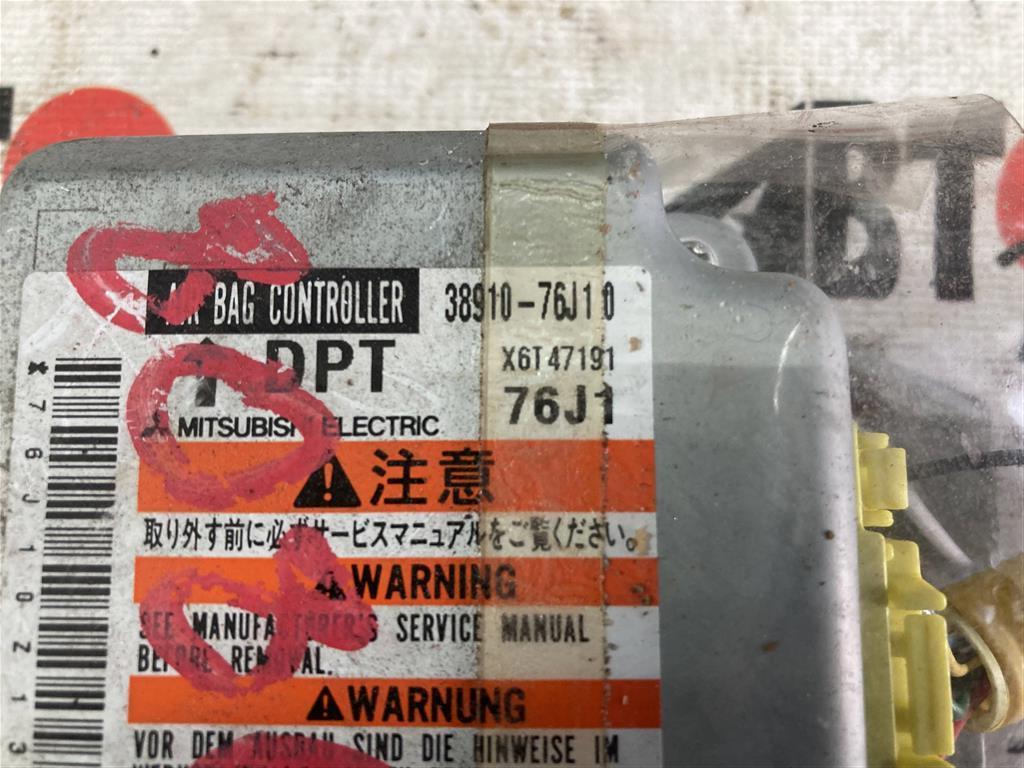 AIR BAG CONTROLLER 38910-76J10
DPT X6T47191
76J1
MITSUBISHI ELECTRIC
注意
取り外す前に必ずサービスマニュアルをご覧ください。
WARNING
SEE MANUFACTURER'S SERVICE MANUAL
BEFORE REMOVAL.
WARNUNG
VOR DEM AUSBAU SIND DIE HINWEISE IM
*76J10Z13
BT